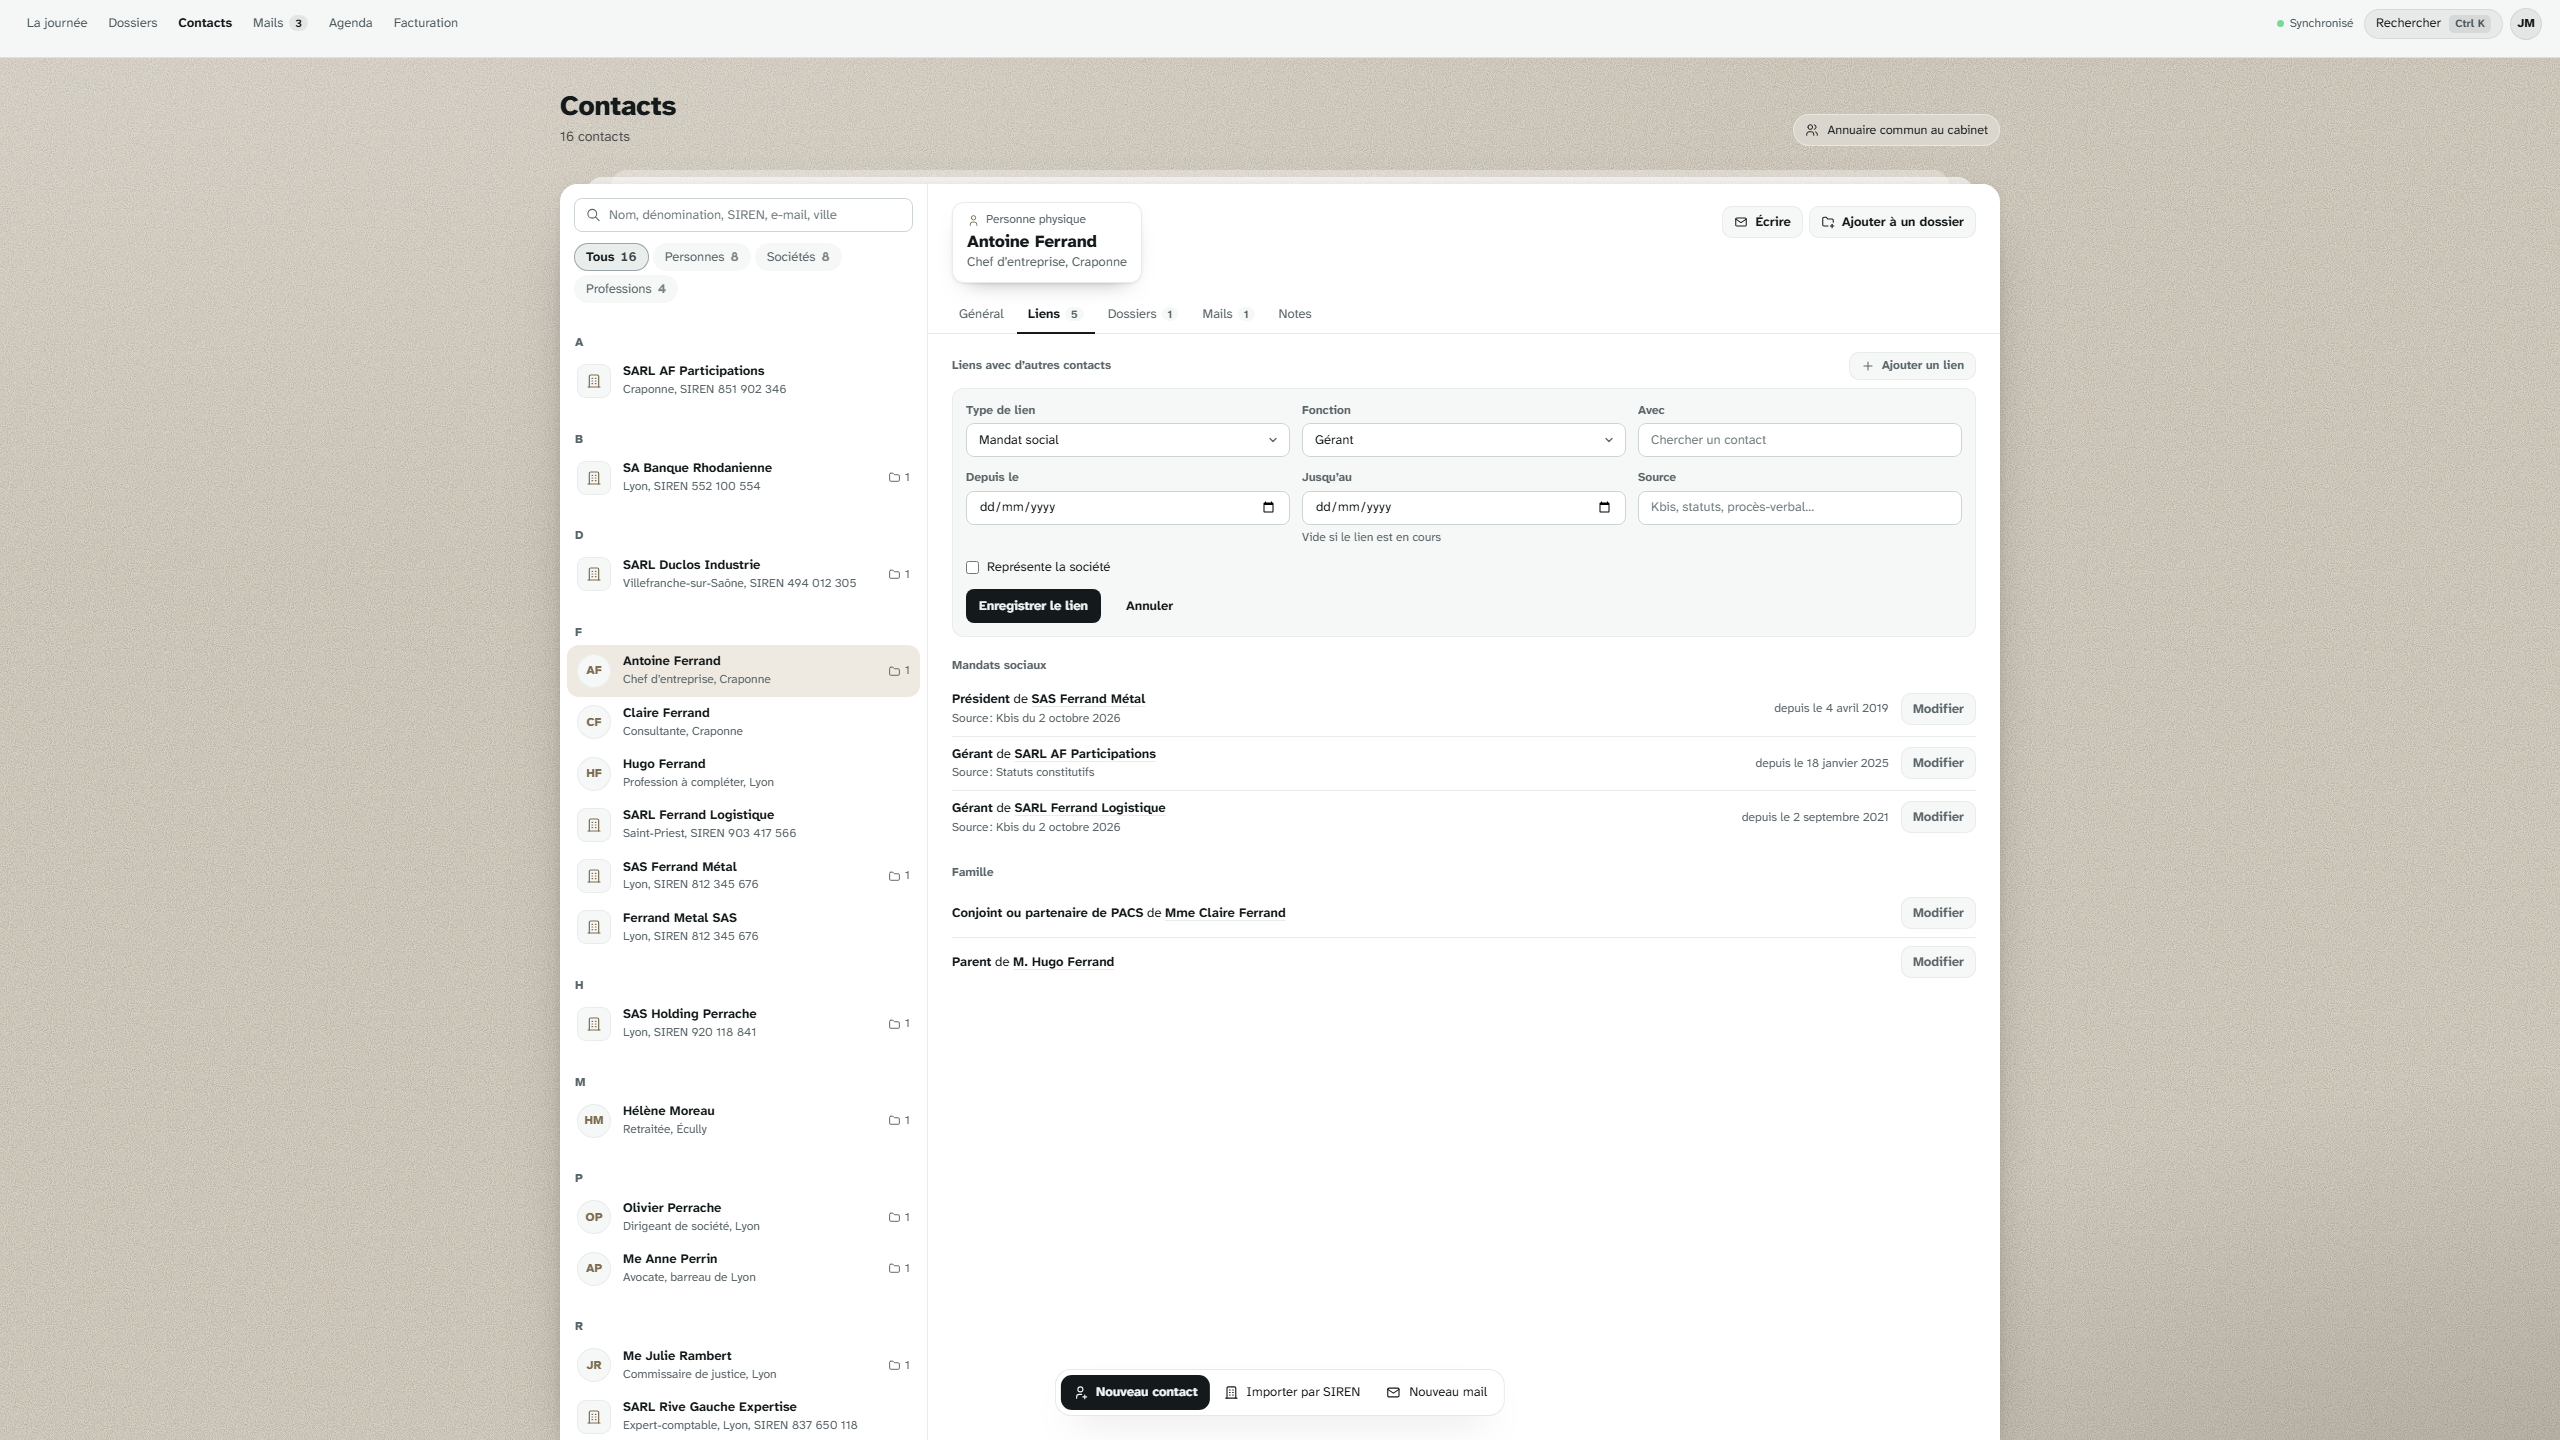 La journée Dossiers Contacts Mails 3 Agenda Facturation
Synchronisé Rechercher Ctrl K JM
Contacts
16 contacts
Annuaire commun au cabinet
Nom, dénomination, SIREN, e-mail, ville
Tous 16 Personnes 8 Sociétés 8
Professions 4
A
SARL AF Participations
Craponne, SIREN 851 902 346
B
SA Banque Rhodanienne
Lyon, SIREN 552 100 554
1
D
SARL Duclos Industrie
Villefranche-sur-Saône, SIREN 494 012 305
1
F
AF
Antoine Ferrand
Chef d’entreprise, Craponne
1
CF
Claire Ferrand
Consultante, Craponne
HF
Hugo Ferrand
Profession à compléter, Lyon
SARL Ferrand Logistique
Saint-Priest, SIREN 903 417 566
SAS Ferrand Métal
Lyon, SIREN 812 345 676
1
Ferrand Metal SAS
Lyon, SIREN 812 345 676
H
SAS Holding Perrache
Lyon, SIREN 920 118 841
1
M
HM
Hélène Moreau
Retraitée, Écully
1
P
OP
Olivier Perrache
Dirigeant de société, Lyon
1
AP
Me Anne Perrin
Avocate, barreau de Lyon
1
R
JR
Me Julie Rambert
Commissaire de justice, Lyon
1
SARL Rive Gauche Expertise
Expert-comptable, Lyon, SIREN 837 650 118
Personne physique
Antoine Ferrand
Chef d’entreprise, Craponne
Écrire Ajouter à un dossier
Général Liens 5 Dossiers 1 Mails 1 Notes
Liens avec d’autres contacts
Ajouter un lien
Type de lien Fonction Avec
Mandat social Gérant Chercher un contact
Depuis le Jusqu’au Source
dd/mm/yyyy dd/mm/yyyy Kbis, statuts, procès-verbal…
Vide si le lien est en cours
Représente la société
Enregistrer le lien Annuler
Mandats sociaux
Président de SAS Ferrand Métal
Source : Kbis du 2 octobre 2026
depuis le 4 avril 2019 Modifier
Gérant de SARL AF Participations
Source : Statuts constitutifs
depuis le 18 janvier 2025 Modifier
Gérant de SARL Ferrand Logistique
Source : Kbis du 2 octobre 2026
depuis le 2 septembre 2021 Modifier
Famille
Conjoint ou partenaire de PACS de Mme Claire Ferrand Modifier
Parent de M. Hugo Ferrand Modifier
Nouveau contact Importer par SIREN Nouveau mail